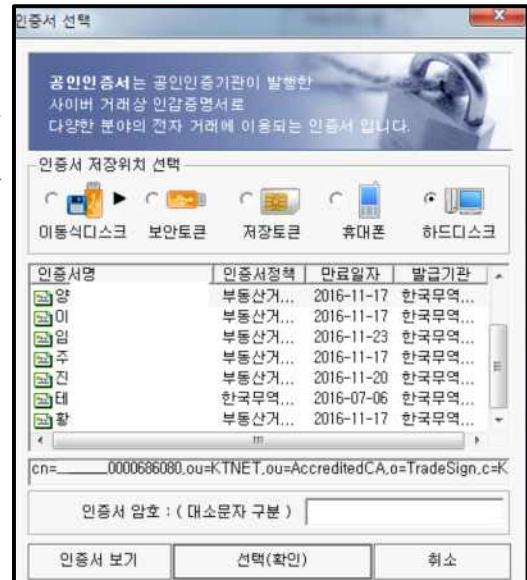 인증서 선택
공인인증서는 공인인증기관이 발행한
사이버 거래상 인감증명서로
다양한 분야의 전자 거래에 이용되는 인증서 입니다.
인증서 저장위치 선택
이동식디스크 보안토큰 저장토큰 휴대폰 하드디스크
인증서명 인증서정책 만료일자 발급기관
양 부동산거... 2016-11-17 한국무역...
이 부동산거... 2016-11-17 한국무역...
임 부동산거... 2016-11-23 한국무역...
주 부동산거... 2016-11-17 한국무역...
진 부동산거... 2016-11-20 한국무역...
테 한국무역... 2016-07-06 한국무역...
황 부동산거... 2016-11-17 한국무역...
cn=______0000686080,ou=KTNET,ou=AccreditedCA,o=TradeSign,c=K
인증서 암호 : ( 대소문자 구분 )
인증서 보기 선택(확인) 취소